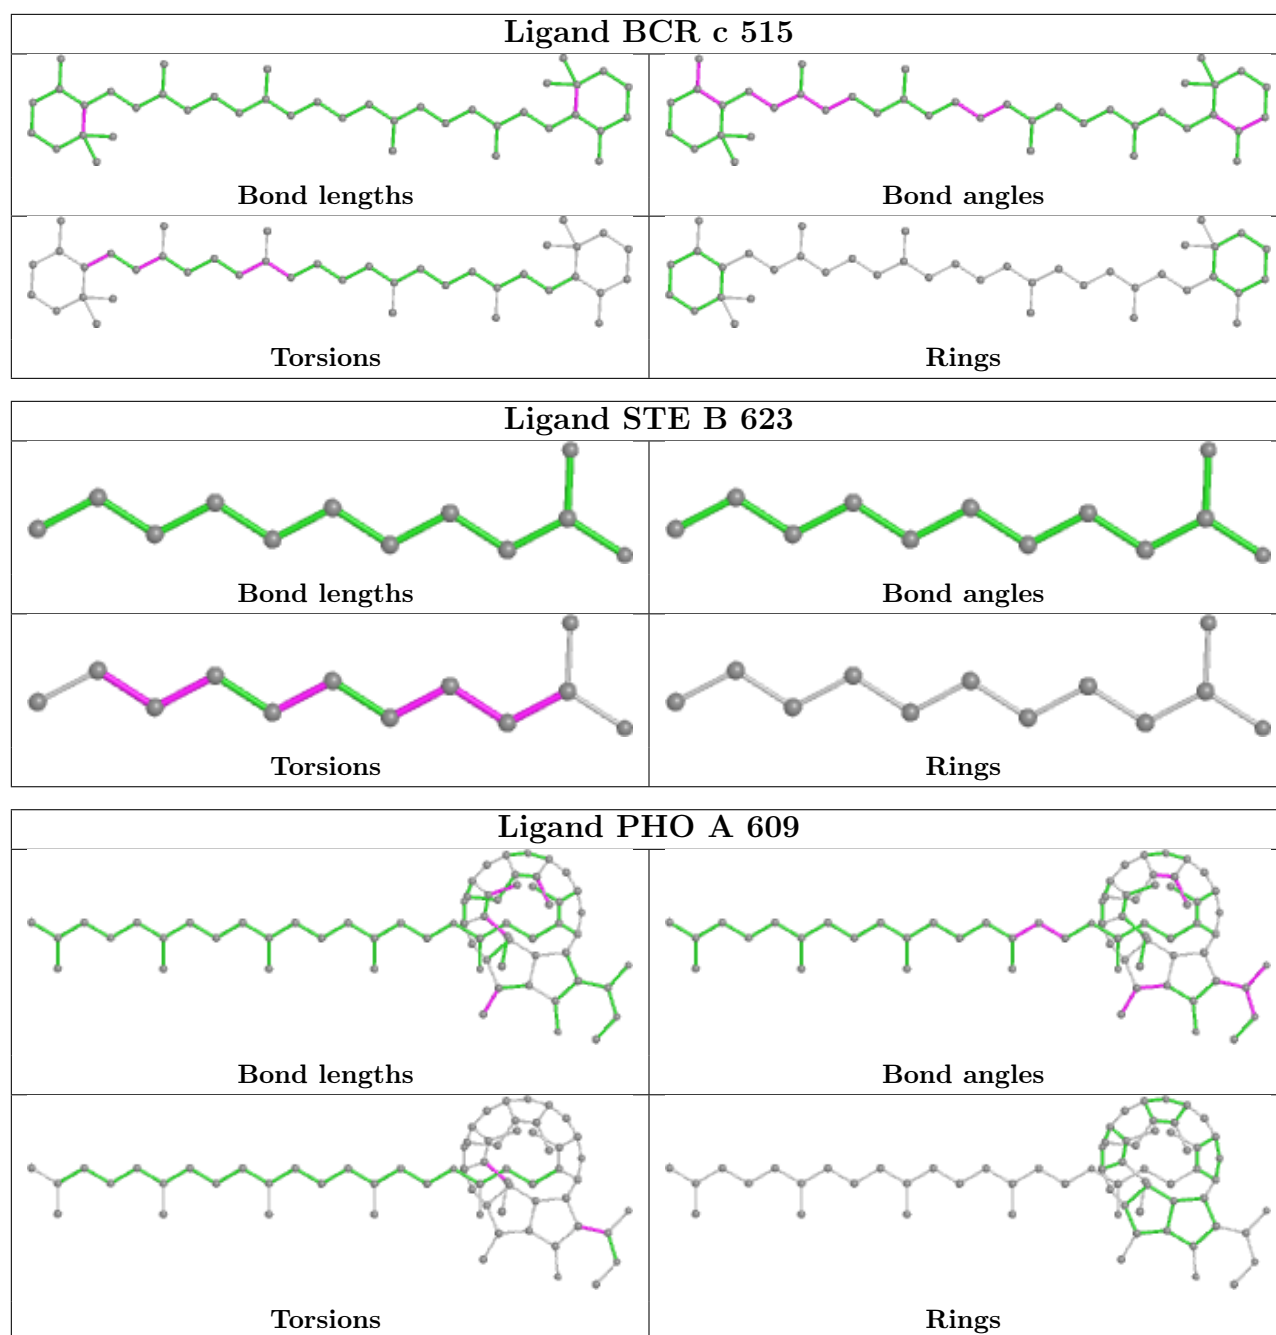 Ligand BCR c 515
Bond lengths
Bond angles
Torsions
Rings
Ligand STE B 623
Bond lengths
Bond angles
Torsions
Rings
Ligand PHO A 609
Bond lengths
Bond angles
Torsions
Rings